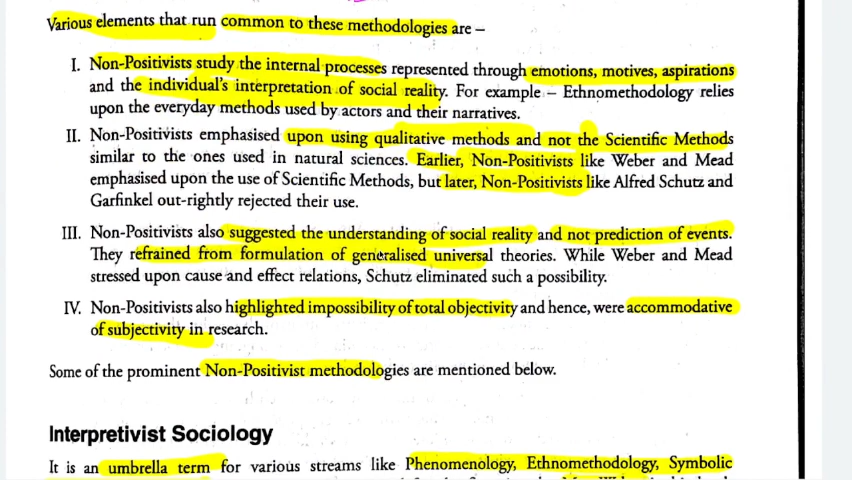 Various elements that run common to these methodologies are –
I. Non-Positivists study the internal processes represented through emotions, motives, aspirations
and the individual's interpretation of social reality. For example – Ethnomethodology relies
upon the everyday methods used by actors and their narratives.
II. Non-Positivists emphasised upon using qualitative methods and not the Scientific Methods
similar to the ones used in natural sciences. Earlier, Non-Positivists like Weber and Mead
emphasised upon the use of Scientific Methods, but later, Non-Positivists like Alfred Schutz and
Garfinkel out-rightly rejected their use.
III. Non-Positivists also suggested the understanding of social reality and not prediction of events.
They refrained from formulation of generalised universal theories. While Weber and Mead
stressed upon cause and effect relations, Schutz eliminated such a possibility.
IV. Non-Positivists also highlighted impossibility of total objectivity and hence, were accommodative
of subjectivity in research.
Some of the prominent Non-Positivist methodologies are mentioned below.
Interpretivist Sociology
It is an umbrella term for various streams like Phenomenology, Ethnomethodology, Symbolic